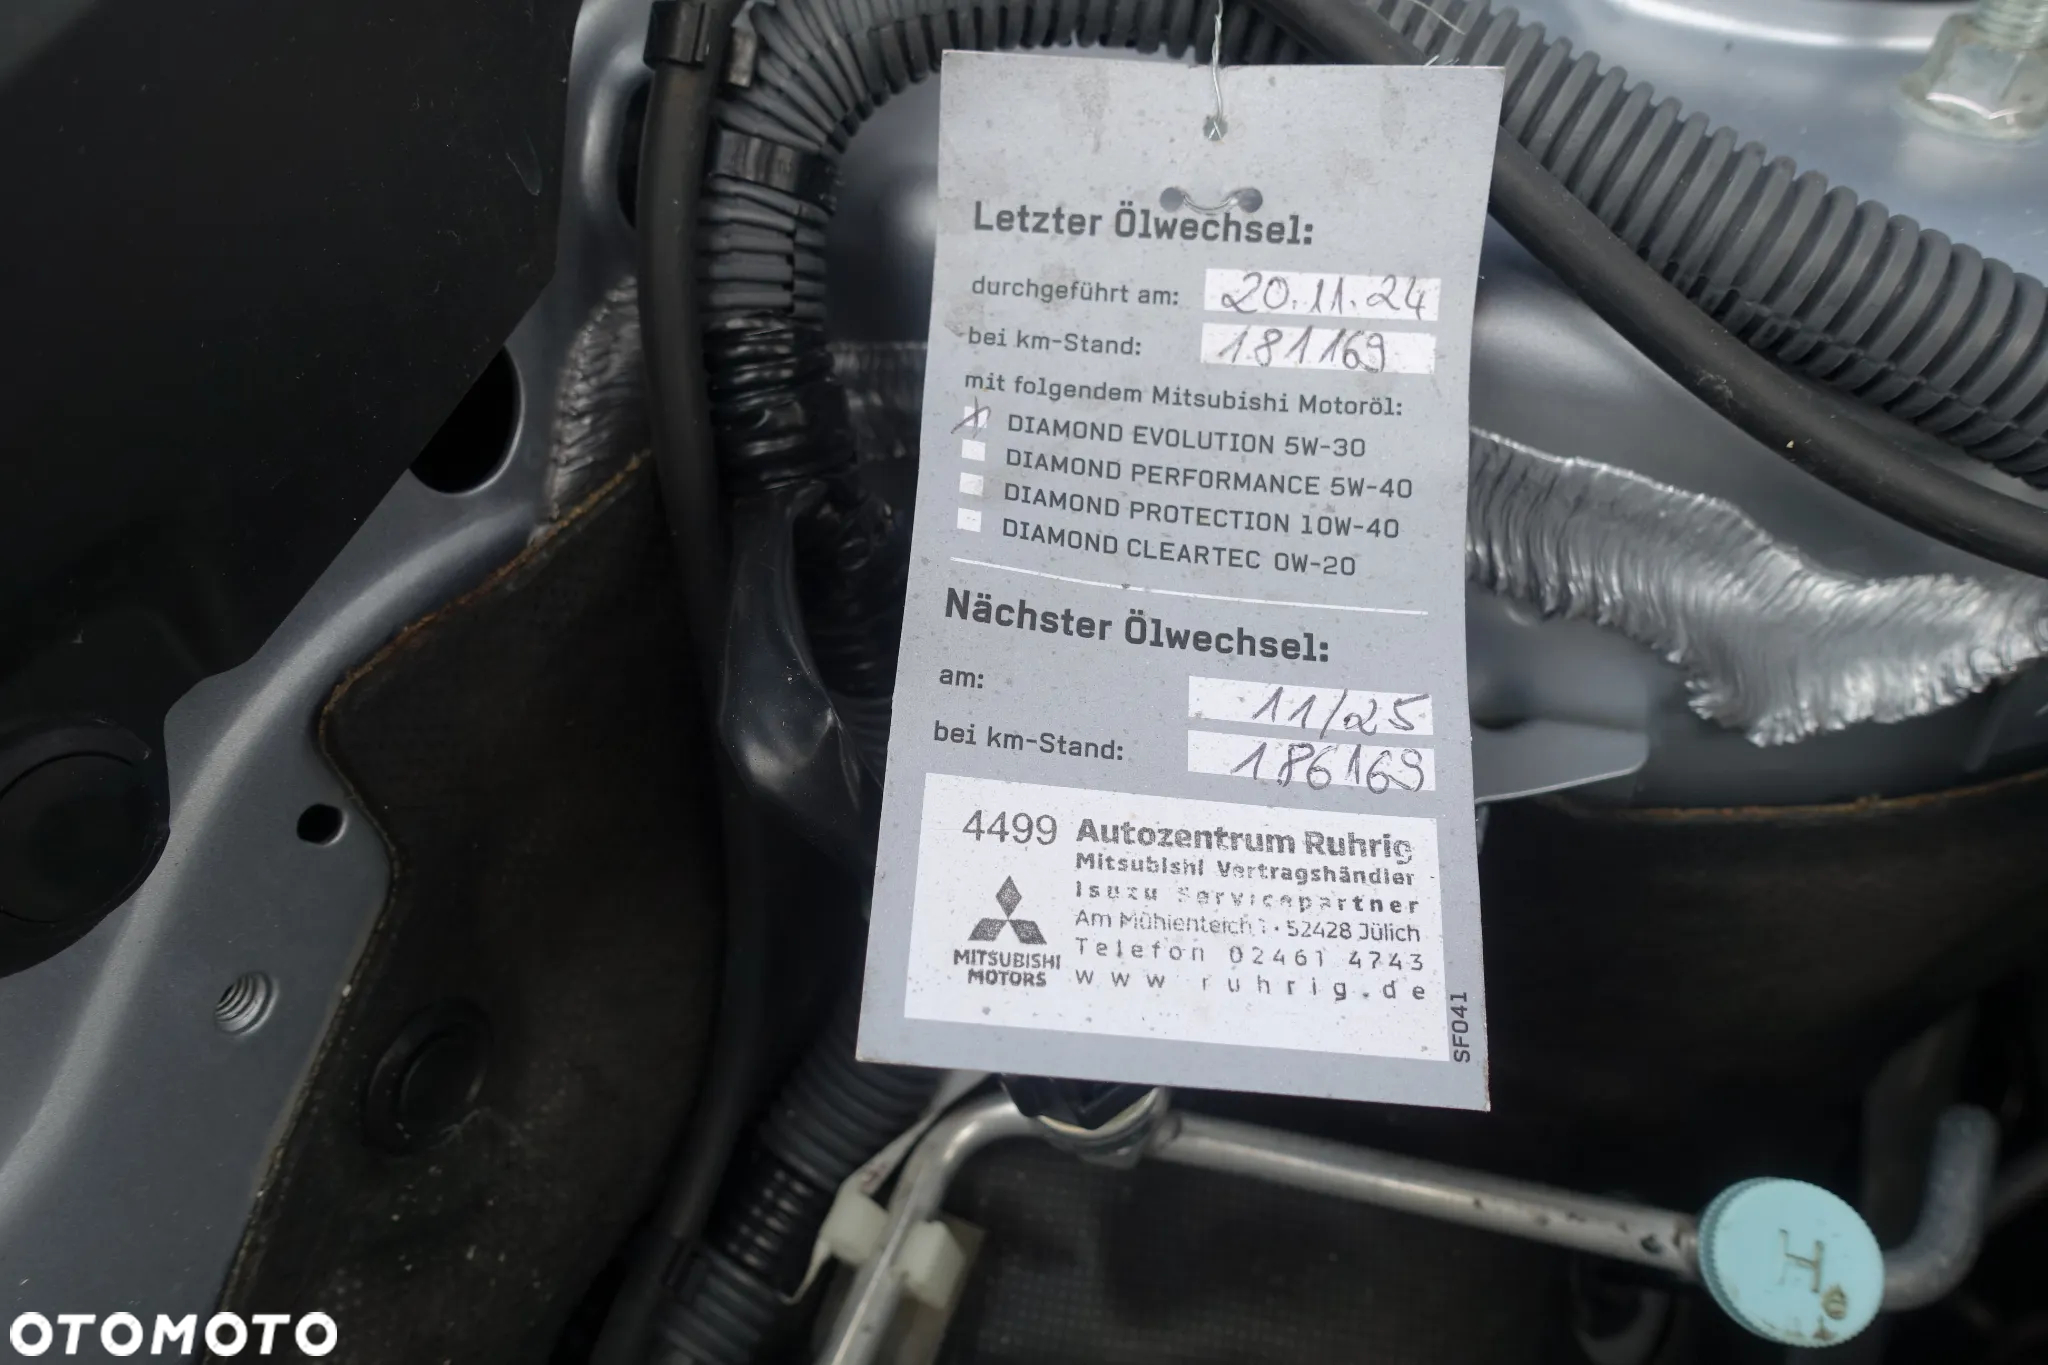 Letzter Ölwechsel:
durchgeführt am: 20.11.24
bei km-Stand: 181169
mit folgendem Mitsubishi Motoröl:
X DIAMOND EVOLUTION 5W-30
DIAMOND PERFORMANCE 5W-40
DIAMOND PROTECTION 10W-40
DIAMOND CLEARTEC 0W-20
Nächster Ölwechsel:
am: 11/25
bei km-Stand: 186169
4499 Autozentrum Ruhrig
Mitsubishi Vertragshändler
Isuzu Servicepartner
Am Mühlenteich 1 · 52428 Jülich
Telefon 02461 4743
www ruhrig.de
MITSUBISHI
MOTORS
SF041
H
OTOMOTO